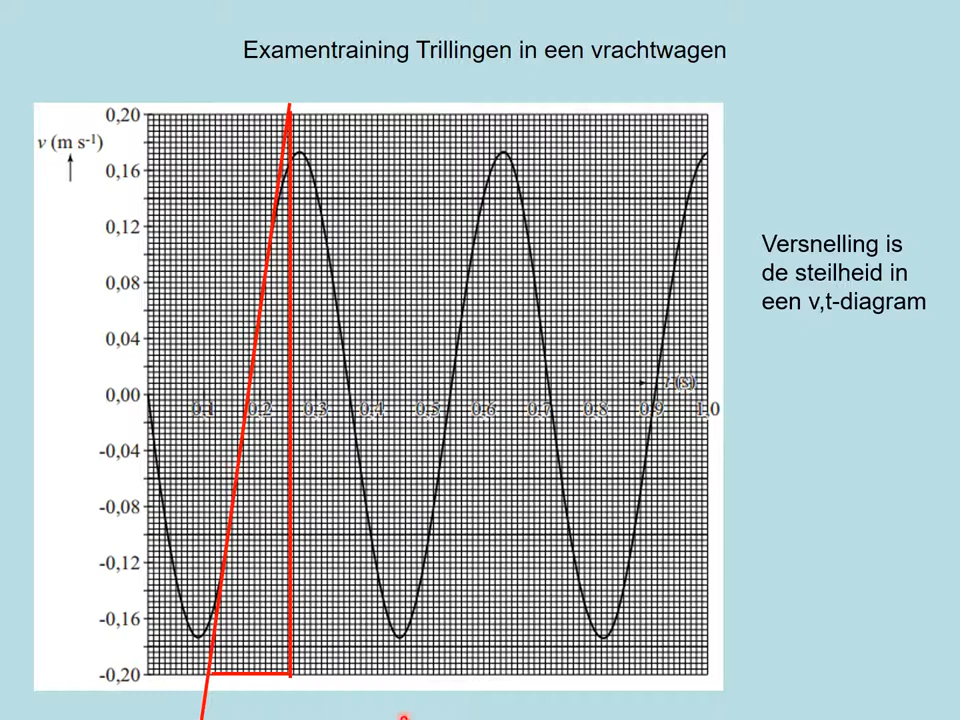 Examentraining Trillingen in een vrachtwagen
0,20
v (m s-1)
0,16
0,12
0,08
0,04
0,00
-0,04
-0,08
-0,12
-0,16
-0,20
t (s)
0,1 0,2 0,3 0,4 0,5 0,6 0,7 0,8 0,9 1,0
Versnelling is
de steilheid in
een v,t-diagram